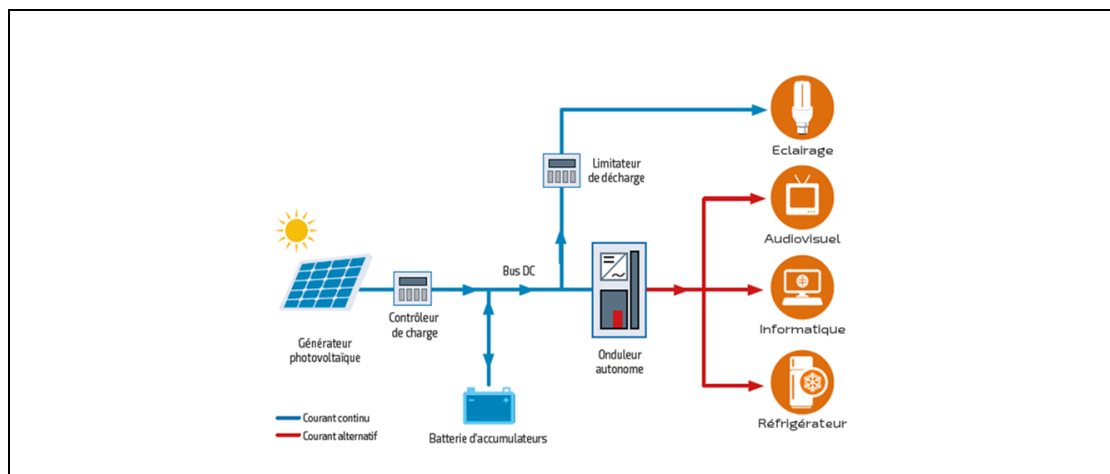 Eclairage
Limitateur
de décharge
Audiovisuel
Bus DC
Contrôleur
de charge
Informatique
Générateur
photovoltaïque
Onduleur
autonome
Réfrigérateur
Courant continu
Courant alternatif
Batterie d'accumulateurs